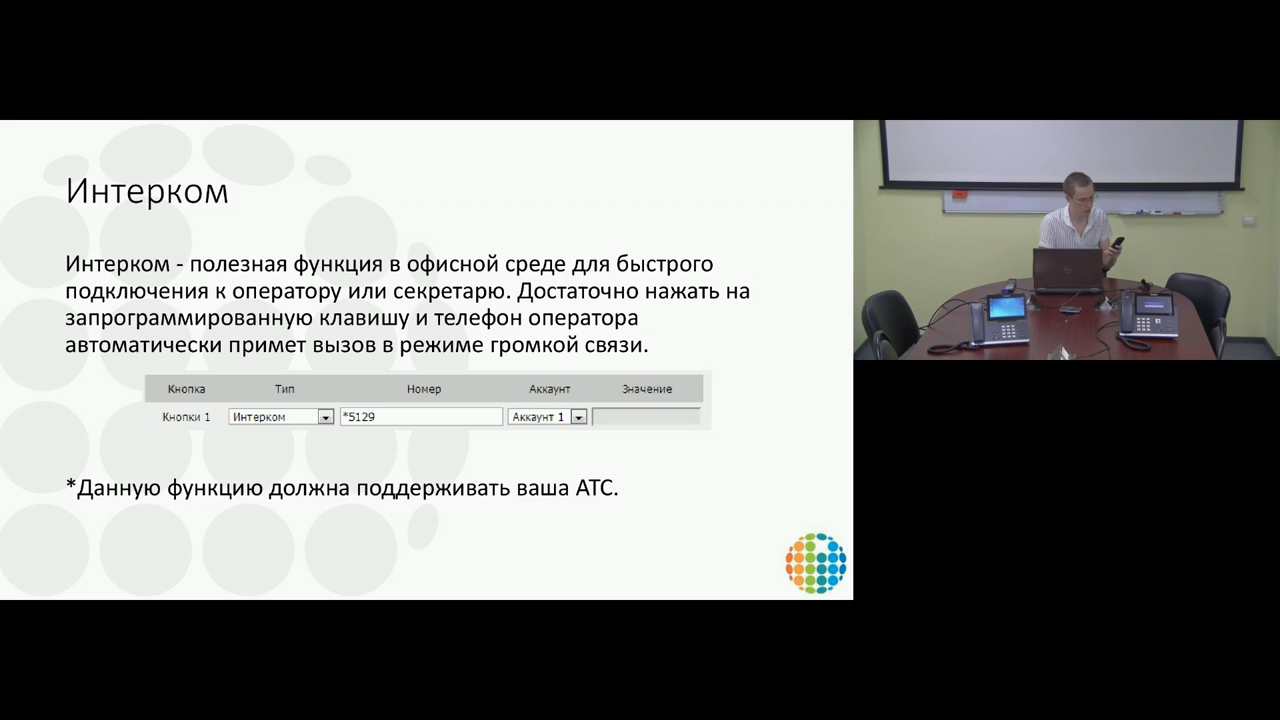 Интерком
Интерком - полезная функция в офисной среде для быстрого
подключения к оператору или секретарю. Достаточно нажать на
запрограммированную клавишу и телефон оператора
автоматически примет вызов в режиме громкой связи.
Кнопка Тип Номер Аккаунт Значение
Кнопки 1 Интерком *5129 Аккаунт 1
*Данную функцию должна поддерживать ваша АТС.